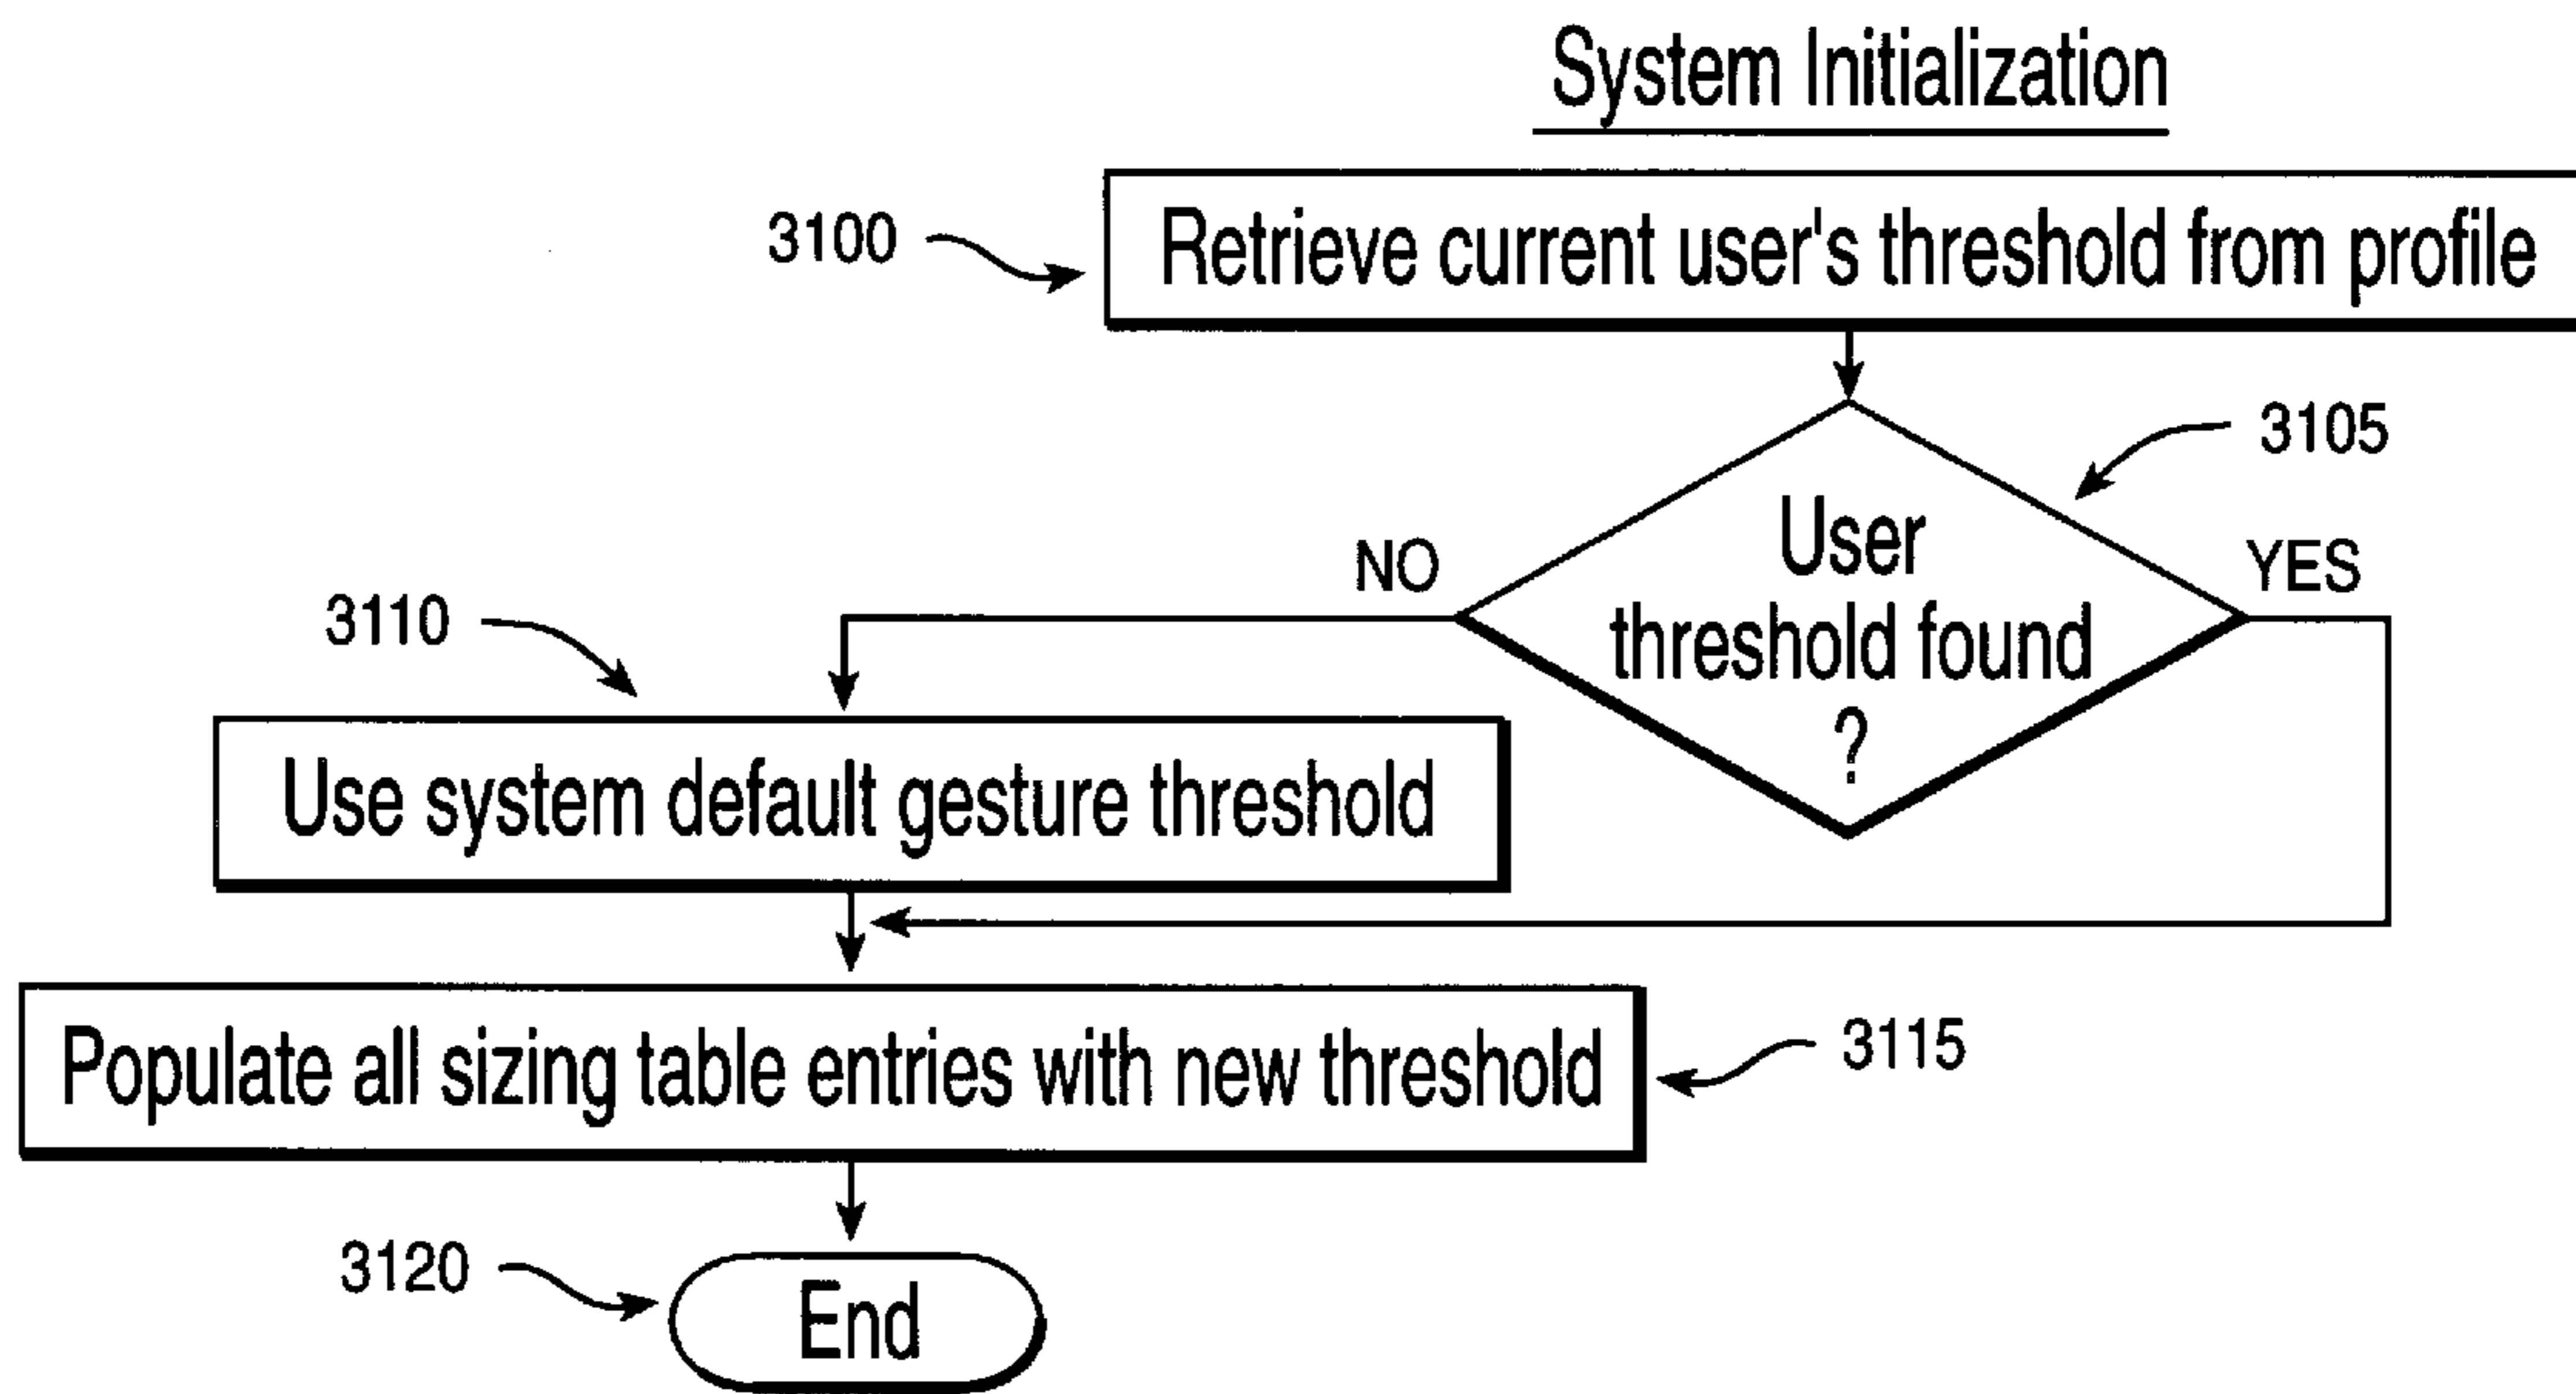 System Initialization
3100
Retrieve current user's threshold from profile
3105
User
threshold found
?
NO
YES
3110
Use system default gesture threshold
Populate all sizing table entries with new threshold
3115
3120
End